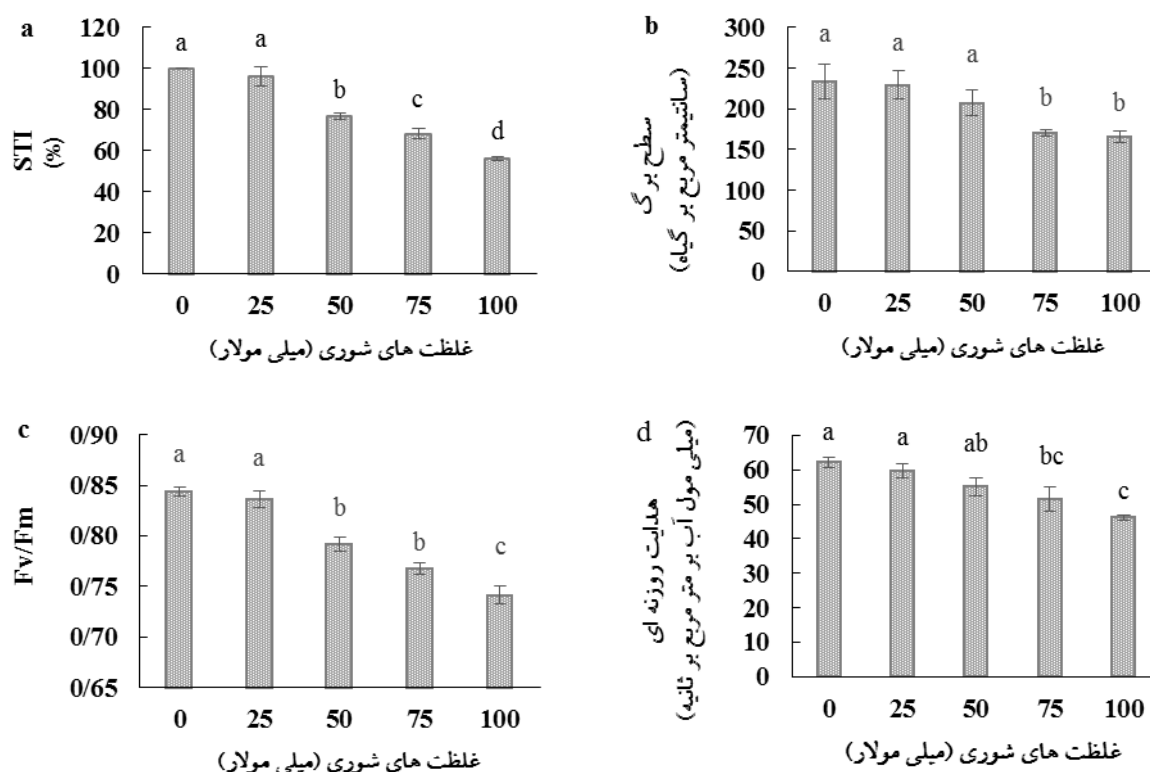 a
STI
(%)
120
100
80
60
40
20
0
a
a
b
c
d
0 25 50 75 100
غلظت های شوری (میلی مولار)
b
سطح برگ
(سانتیمتر مربع بر گیاه)
300
250
200
150
100
50
0
a
a
a
b
b
0 25 50 75 100
غلظت های شوری (میلی مولار)
c
Fv/Fm
0/90
0/85
0/80
0/75
0/70
0/65
a
a
b
b
c
0 25 50 75 100
غلظت های شوری (میلی مولار)
d
هدایت روزنه ای
(میلی مول آب بر متر مربع بر ثانیه)
70
60
50
40
30
20
10
0
a
a
ab
bc
c
0 25 50 75 100
غلظت های شوری (میلی مولار)